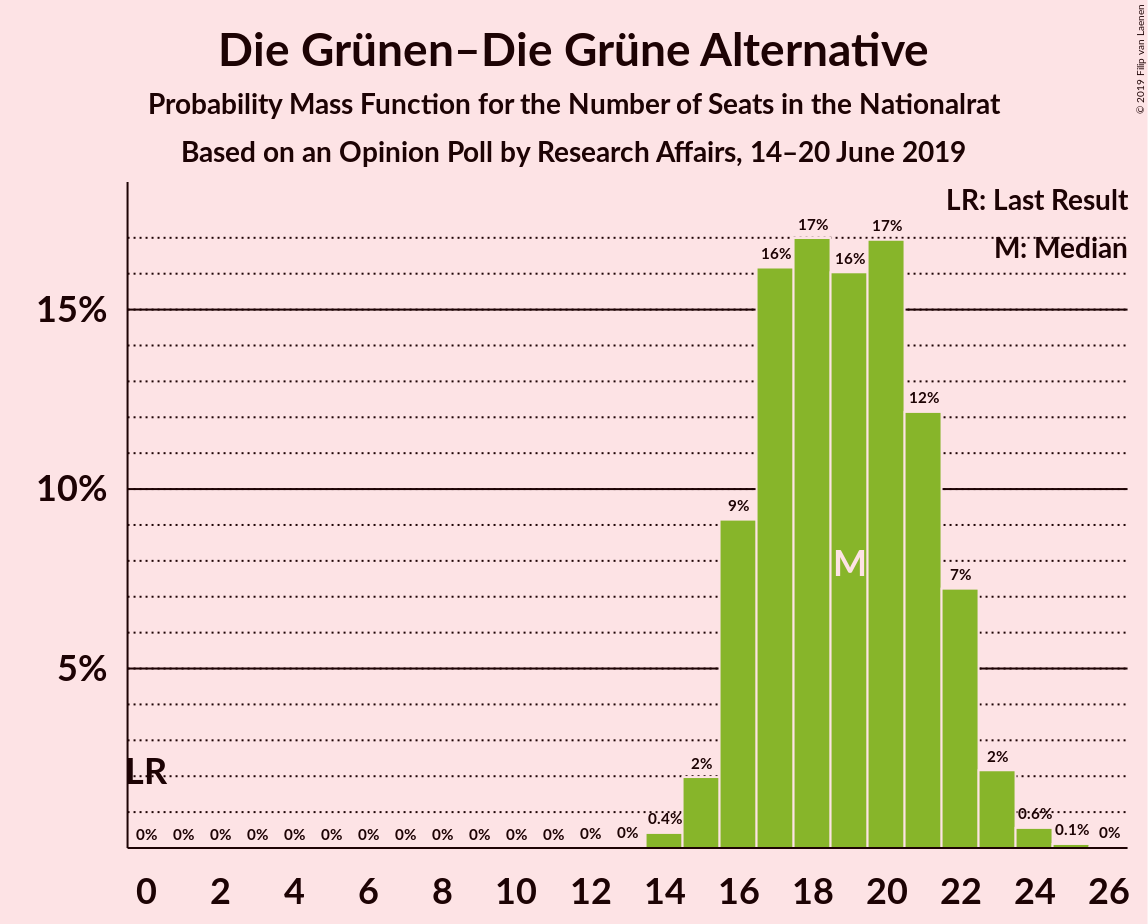 Die Grünen–Die Grüne Alternative
Probability Mass Function for the Number of Seats in the Nationalrat
Based on an Opinion Poll by Research Affairs, 14–20 June 2019
© 2019 Filip van Laenen
LR: Last Result
M: Median
15%
10%
5%
LR
M
0% 0% 0% 0% 0% 0% 0% 0% 0% 0% 0% 0% 0% 0% 0.4% 2% 9% 16% 17% 16% 17% 12% 7% 2% 0.6% 0.1% 0%
0 2 4 6 8 10 12 14 16 18 20 22 24 26